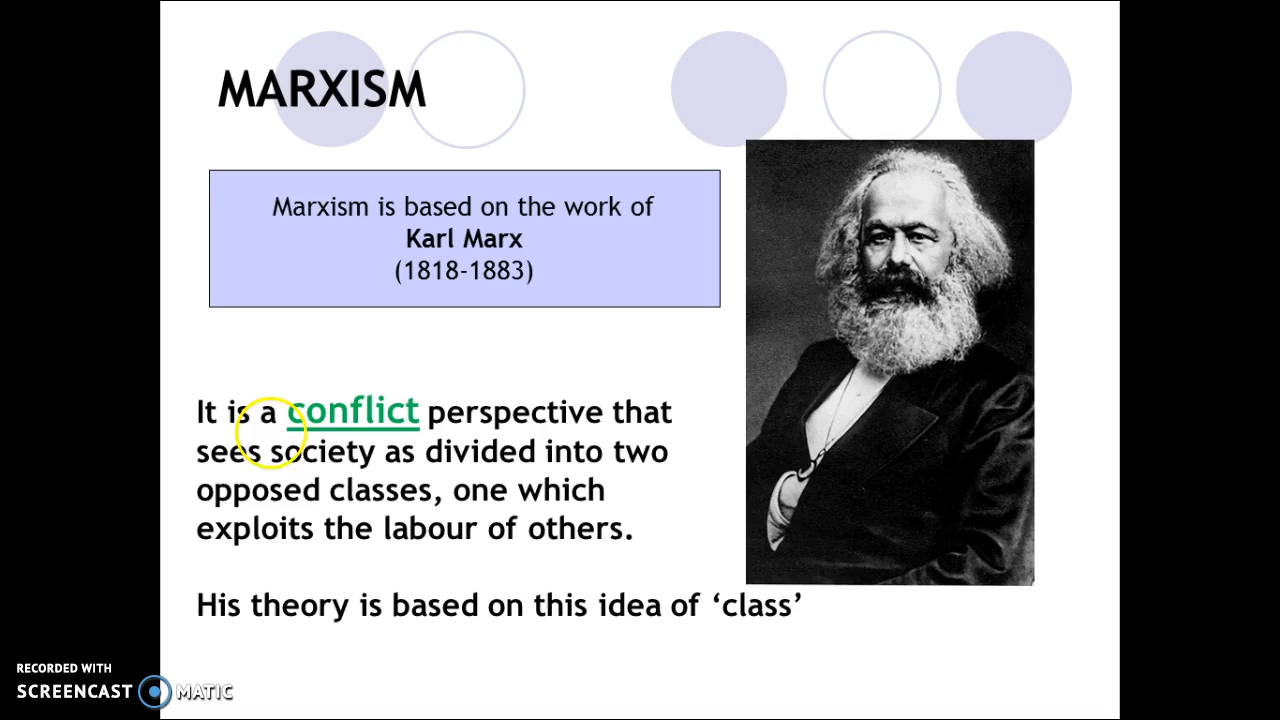 MARXISM
Marxism is based on the work of
Karl Marx
(1818-1883)
It is a conflict perspective that
sees society as divided into two
opposed classes, one which
exploits the labour of others.
His theory is based on this idea of ‘class’
RECORDED WITH
SCREENCAST MATIC